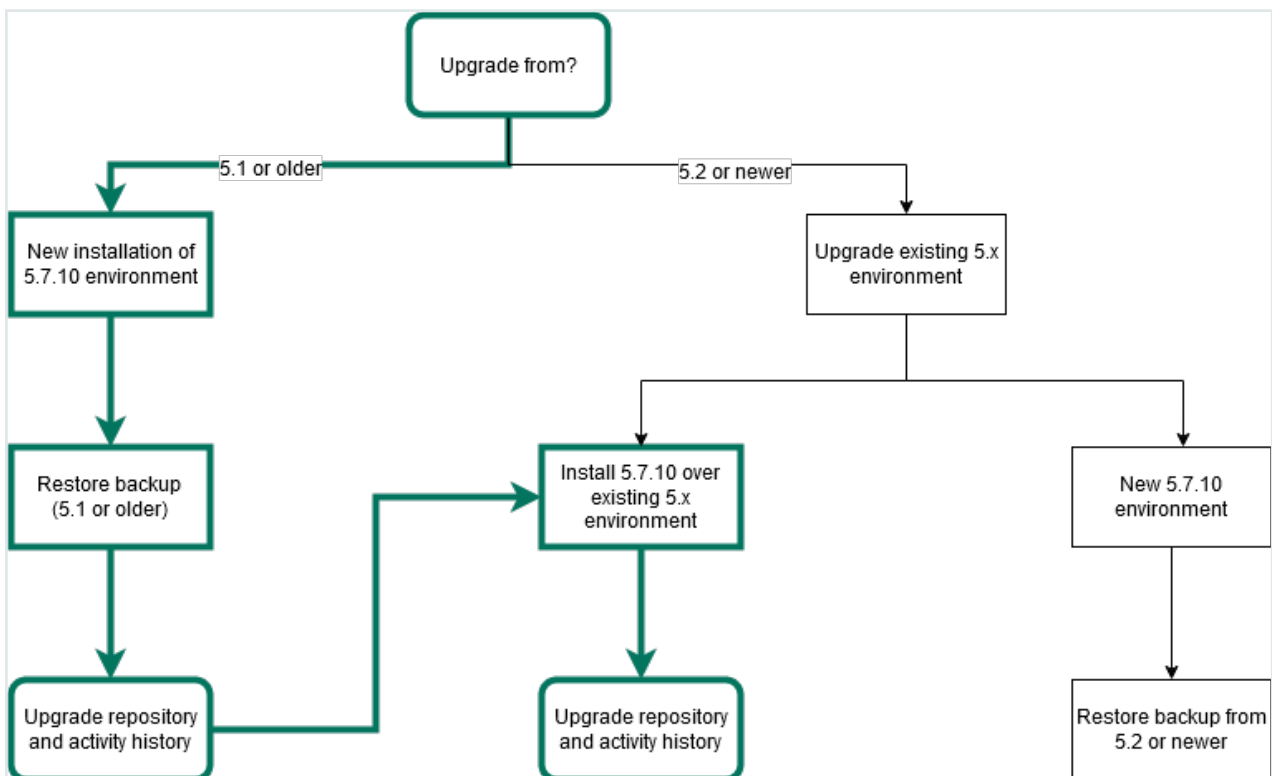 Upgrade from?
5.1 or older
5.2 or newer
New installation of
5.7.10 environment
Upgrade existing 5.x
environment
Restore backup
(5.1 or older)
Install 5.7.10 over
existing 5.x
environment
New 5.7.10
environment
Upgrade repository
and activity history
Upgrade repository
and activity history
Restore backup from
5.2 or newer